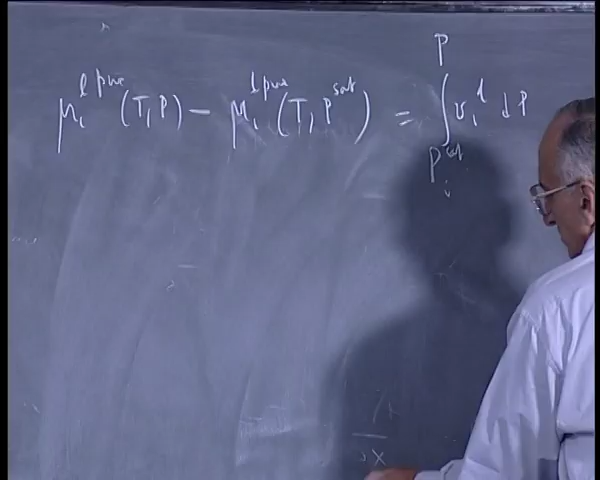 μ_i^{l pure} (T, P) − μ_i^{l pure} (T, P^{sat}) = ∫_{P_i^{sat}}^{P} v_i^l dP